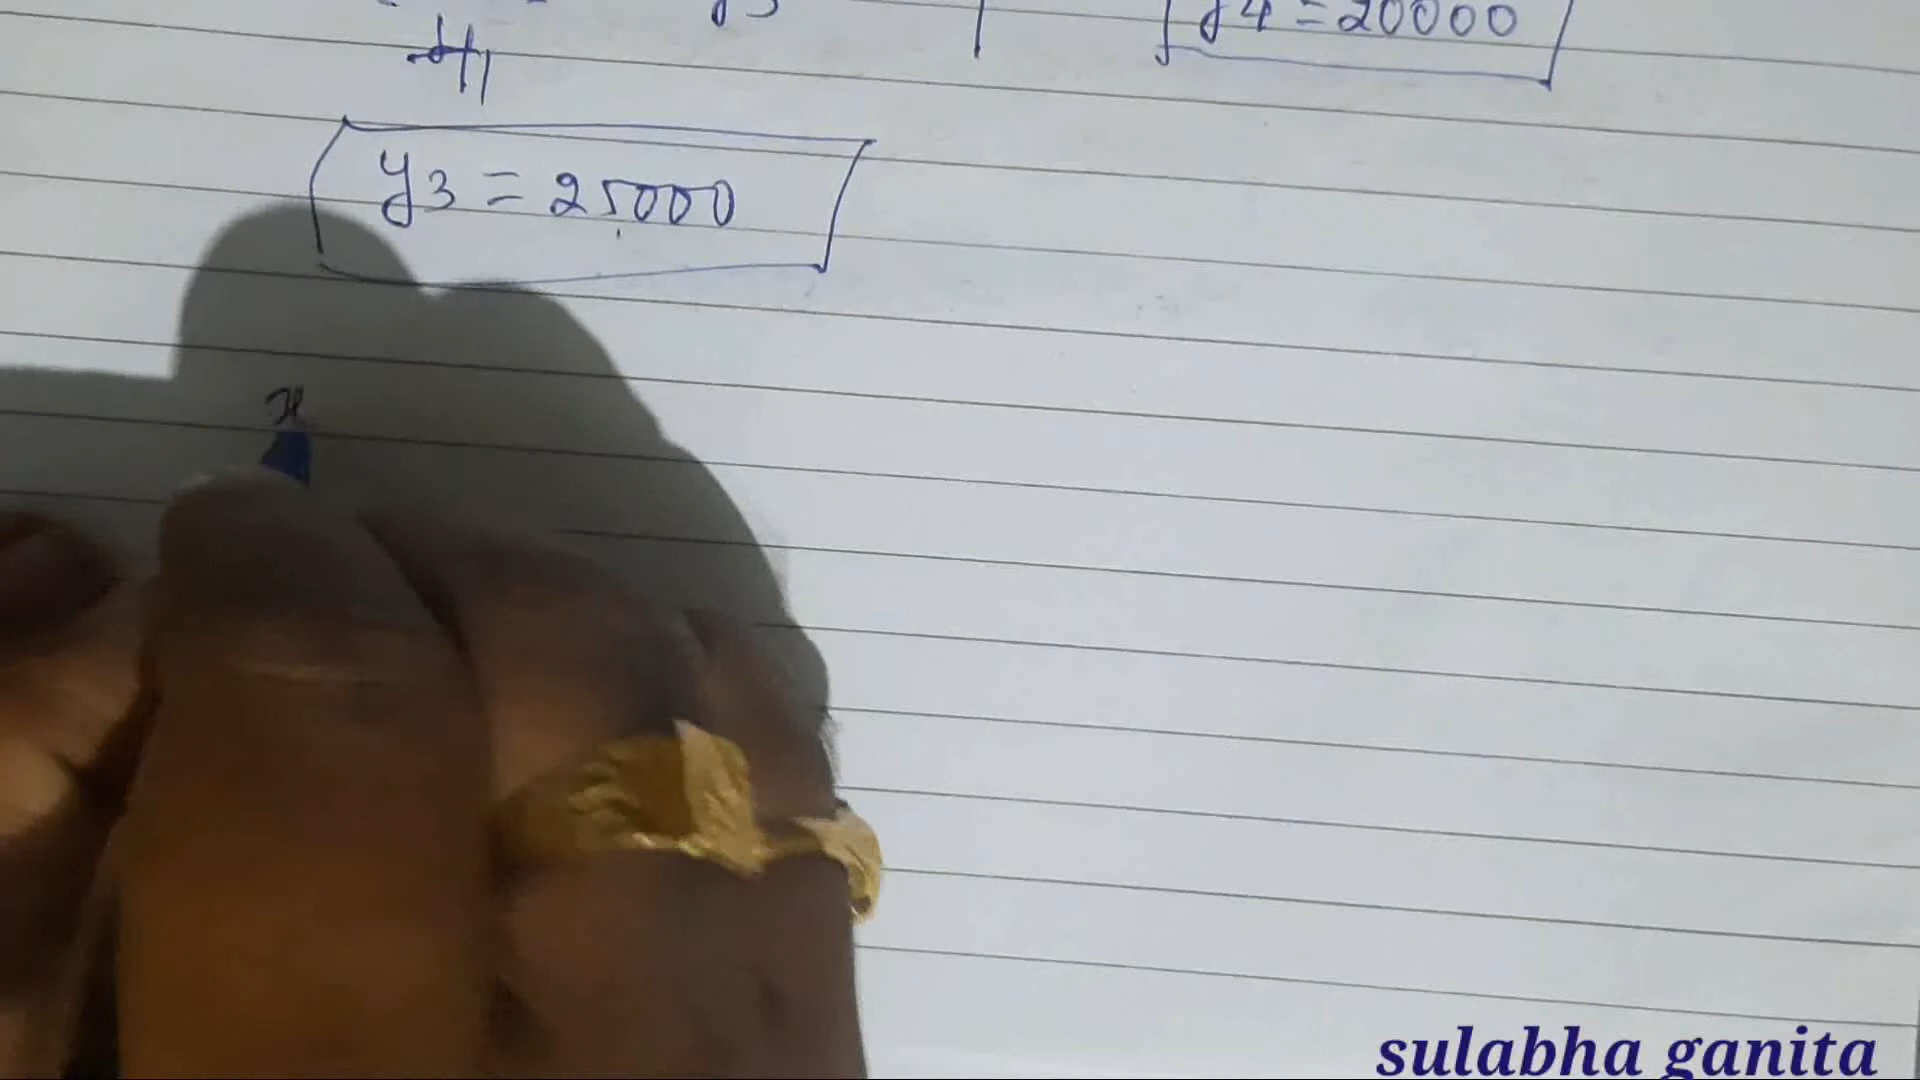 y4 = 20000
y3 = 25000
x
sulabha ganita